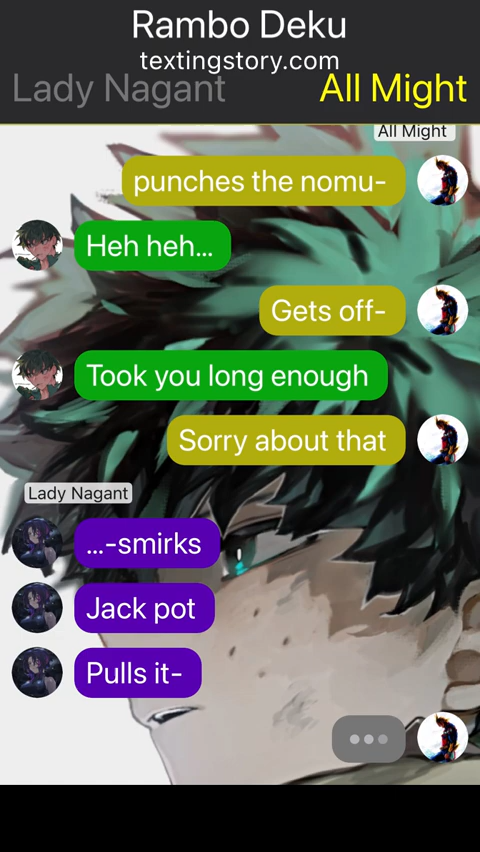 Rambo Deku
textingstory.com
Lady Nagant
All Might
All Might
punches the nomu-
Heh heh...
Gets off-
Took you long enough
Sorry about that
Lady Nagant
...-smirks
Jack pot
Pulls it-